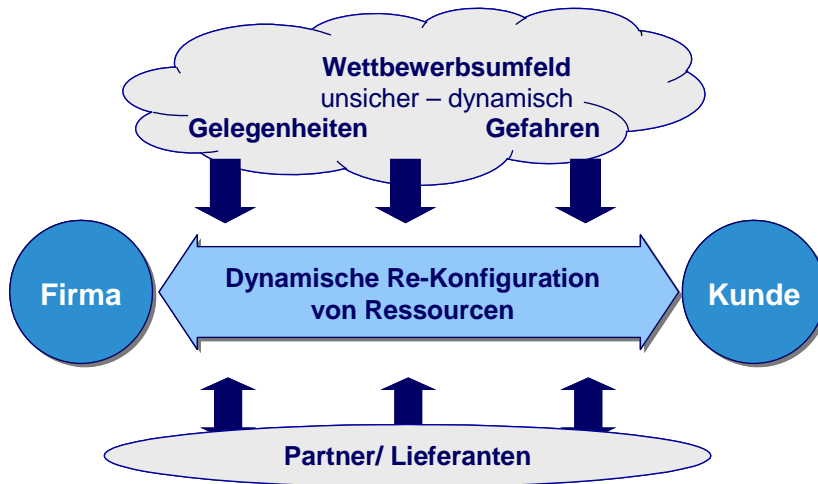 Wettbewerbsumfeld
unsicher – dynamisch
Gelegenheiten Gefahren
Firma
Dynamische Re-Konfiguration
von Ressourcen
Kunde
Partner/ Lieferanten